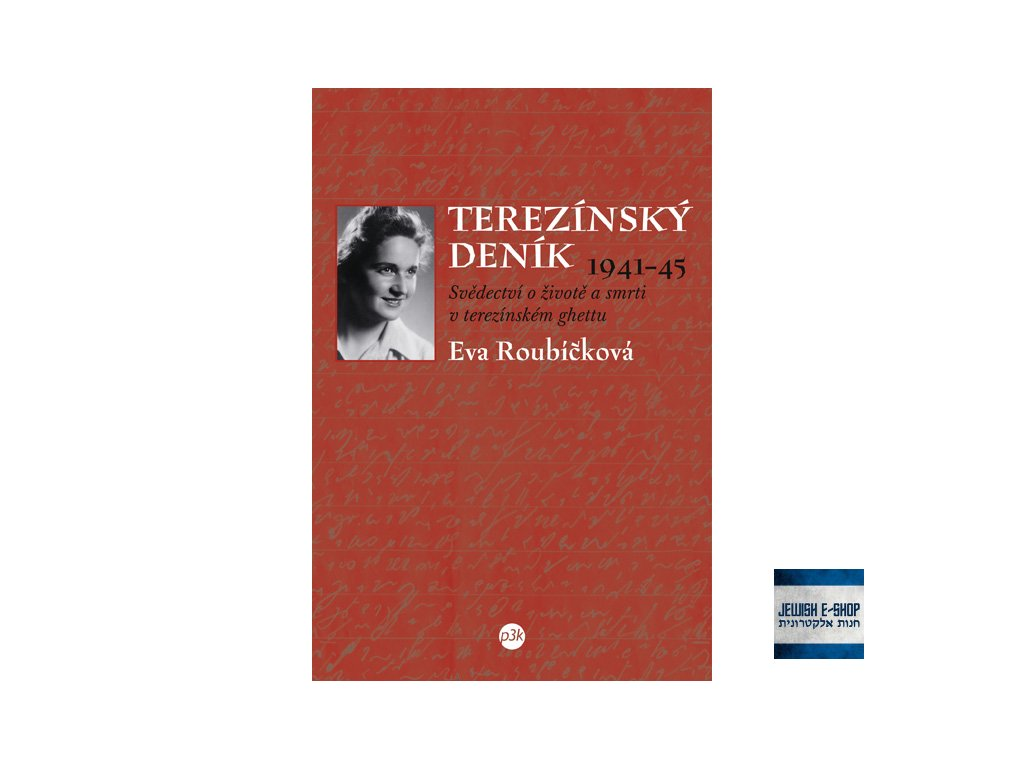 TEREZÍNSKÝ
DENÍK 1941–45
Svědectví o životě a smrti
v terezínském ghettu
Eva Roubíčková
p3k
JEWISH E-SHOP
חנות אלקטרונית